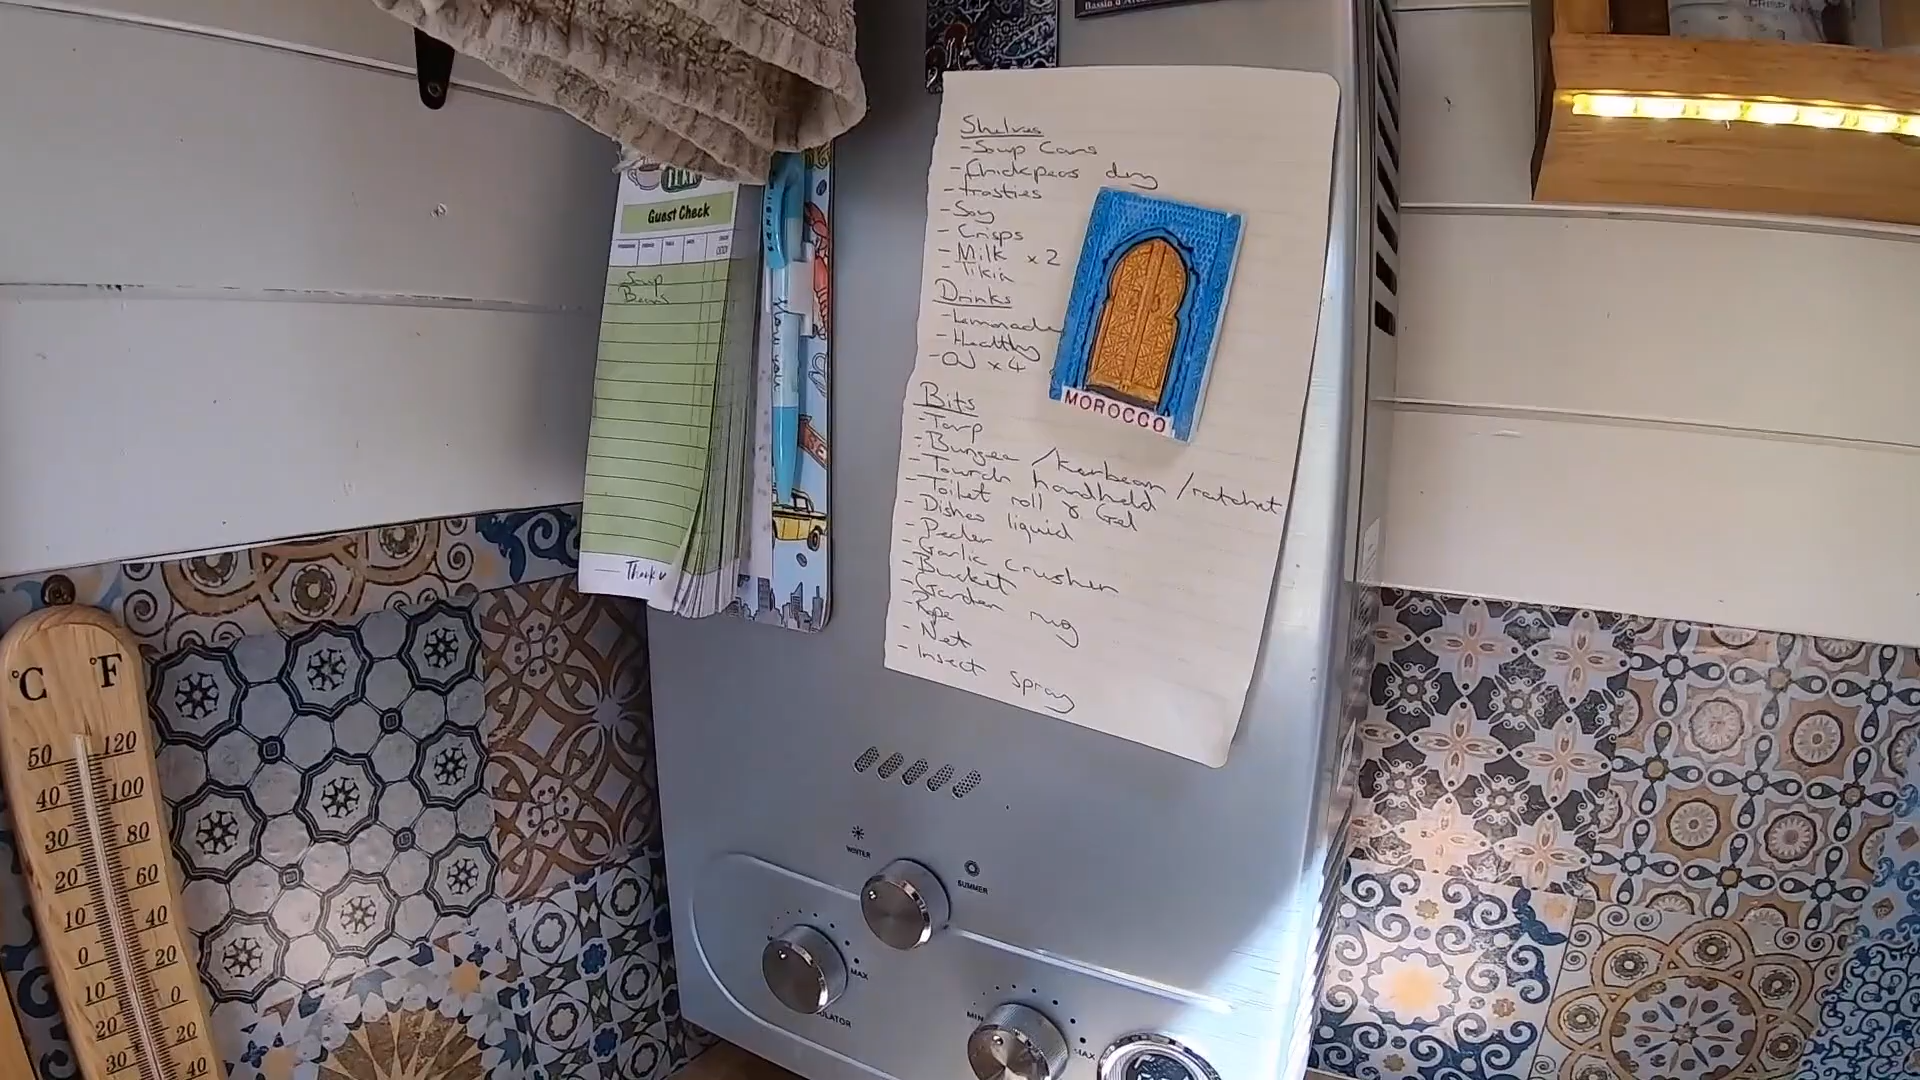 Guest Check
Soup
Beans
Thank
Shelves
- Soup Cans
- Chickpeas dry
- Frosties
- Soy
- Crisps
- Milk x 2
Drinks
- Lemonade
- Healthy
- OJ x 4
Bits
- Tarp
- Bungee / / ratchet
- Tourch handheld
- Toilet roll & Gel
- Dishes liquid
- Peeler
- Garlic crusher
- Bucket
- Garden rug
- Rope
- Net
- Insect Spray
MOROCCO
°C °F
50 120
40 100
30 80
20 60
10 40
0 20
10 0
20 20
30 40
WINTER
SUMMER
MAX
MIN
MAX